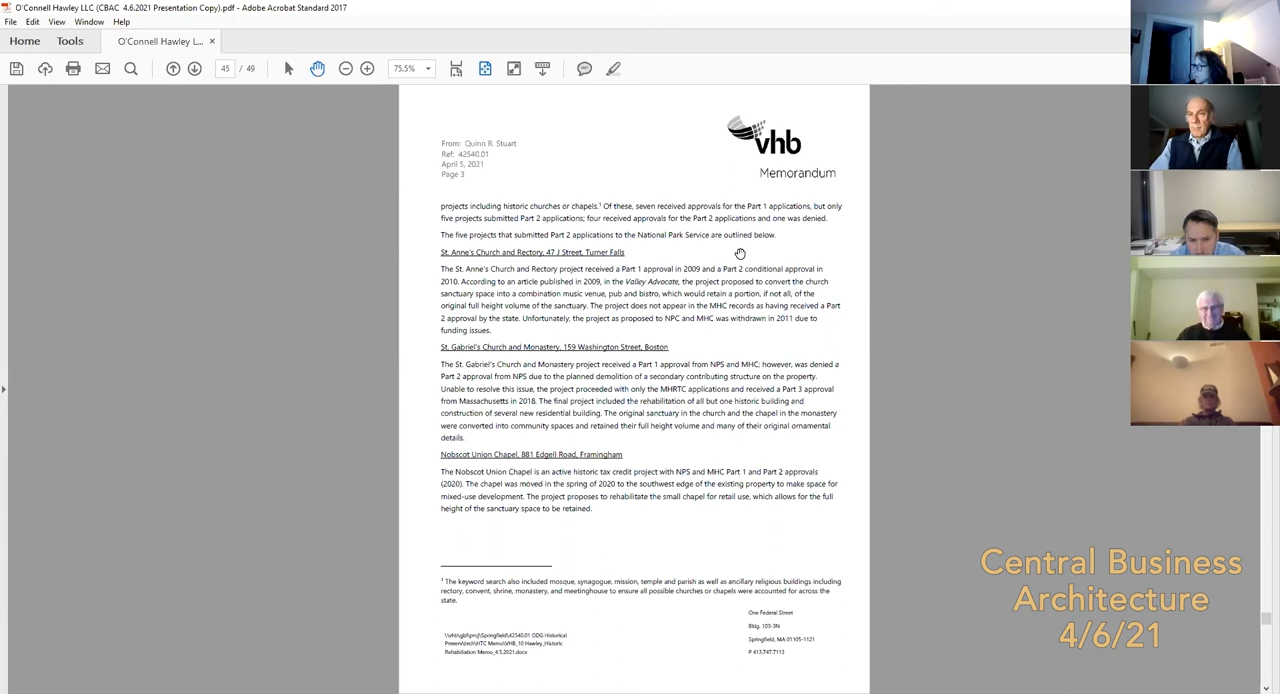 O'Connell Hawley LLC (CBAC 4.6.2021 Presentation Copy).pdf - Adobe Acrobat Standard 2017
File Edit View Window Help
Home Tools O'Connell Hawley L... ×
45 / 49 75.5%
vhb
Memorandum
From: Quinn R. Stuart
Ref: 42540.01
April 5, 2021
Page 3
projects including historic churches or chapels.¹ Of these, seven received approvals for the Part 1 applications, but only
five projects submitted Part 2 applications; four received approvals for the Part 2 applications and one was denied.
The five projects that submitted Part 2 applications to the National Park Service are outlined below.
St. Anne's Church and Rectory, 47 J Street, Turner Falls
The St. Anne's Church and Rectory project received a Part 1 approval in 2009 and a Part 2 conditional approval in
2010. According to an article published in 2009, in the Valley Advocate, the project proposed to convert the church
sanctuary space into a combination music venue, pub and bistro, which would retain a portion, if not all, of the
original full height volume of the sanctuary. The project does not appear in the MHC records as having received a Part
2 approval by the state. Unfortunately, the project as proposed to NPC and MHC was withdrawn in 2011 due to
funding issues.
St. Gabriel's Church and Monastery, 159 Washington Street, Boston
The St. Gabriel's Church and Monastery project received a Part 1 approval from NPS and MHC; however, was denied a
Part 2 approval from NPS due to the planned demolition of a secondary contributing structure on the property.
Unable to resolve this issue, the project proceeded with only the MHRTC applications and received a Part 3 approval
from Massachusetts in 2018. The final project included the rehabilitation of all but one historic building and
construction of several new residential building. The original sanctuary in the church and the chapel in the monastery
were converted into community spaces and retained their full height volume and many of their original ornamental
details.
Nobscot Union Chapel, 881 Edgell Road, Framingham
The Nobscot Union Chapel is an active historic tax credit project with NPS and MHC Part 1 and Part 2 approvals
(2020). The chapel was moved in the spring of 2020 to the southwest edge of the existing property to make space for
mixed-use development. The project proposes to rehabilitate the small chapel for retail use, which allows for the full
height of the sanctuary space to be retained.
¹ The keyword search also included mosque, synagogue, mission, temple and parish as well as ancillary religious buildings including
rectory, convent, shrine, monastery, and meetinghouse to ensure all possible churches or chapels were accounted for across the
state.
One Federal Street
Bldg. 103-3N
Springfield, MA 01105-1121
P 413.747.7113
\\vhb\gbl\proj\Springfield\42540.01 ODG Historical
Rehabiliation Memo_4.5.2021.docx
Central Business
Architecture
4/6/21